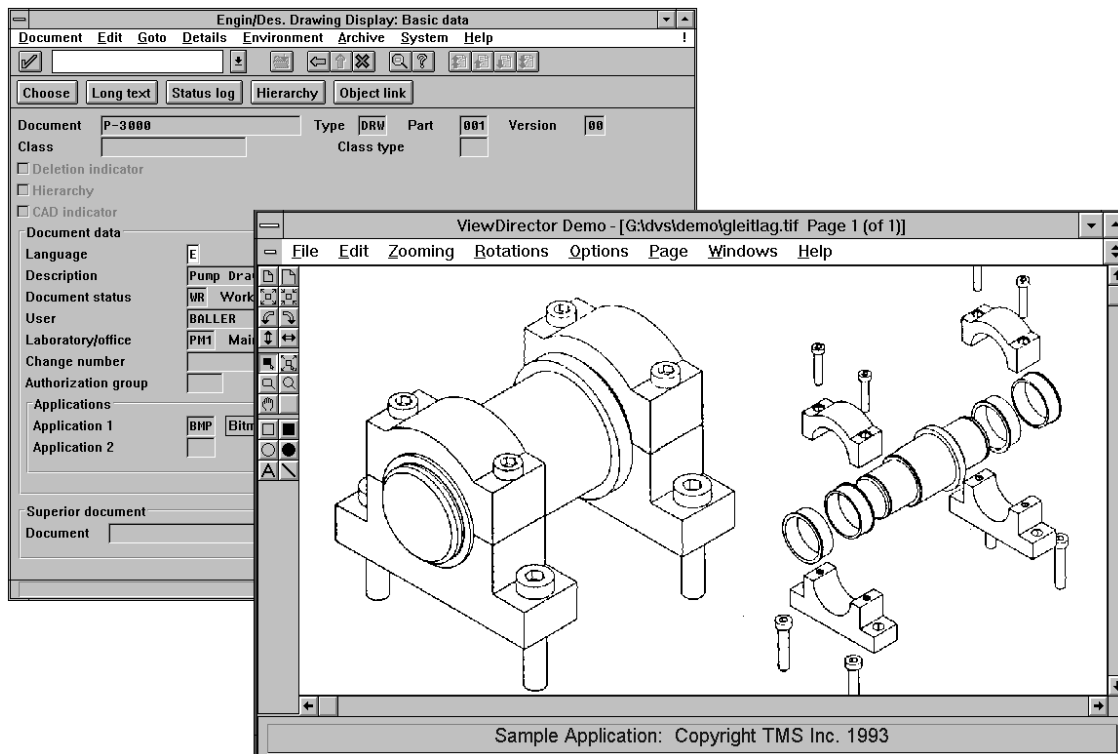 Engin/Des. Drawing Display: Basic data
Document Edit Goto Details Environment Archive System Help !
Choose Long text Status log Hierarchy Object link
Document P-3000 Type DRW Part 001 Version 00
Class Class type
Deletion indicator
Hierarchy
CAD indicator
Document data
Language E
Description Pump Dra
Document status WR Work
User BALLER
Laboratory/office PM1 Mai
Change number
Authorization group
Applications
Application 1 BMP Bitm
Application 2
Superior document
Document
ViewDirector Demo - [G:\dvs\demo\gleitlag.tif Page 1 (of 1)]
File Edit Zooming Rotations Options Page Windows Help
A
Sample Application: Copyright TMS Inc. 1993